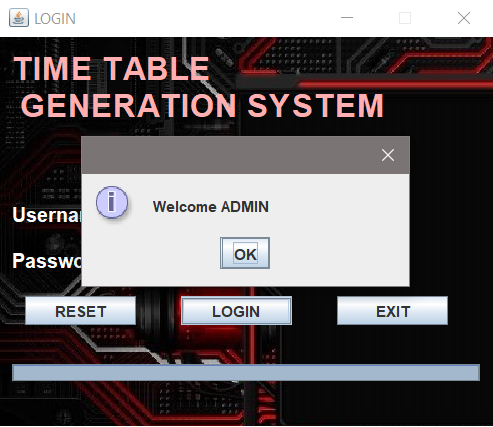 LOGIN
TIME TABLE
GENERATION SYSTEM
Welcome ADMIN
OK
RESET LOGIN EXIT